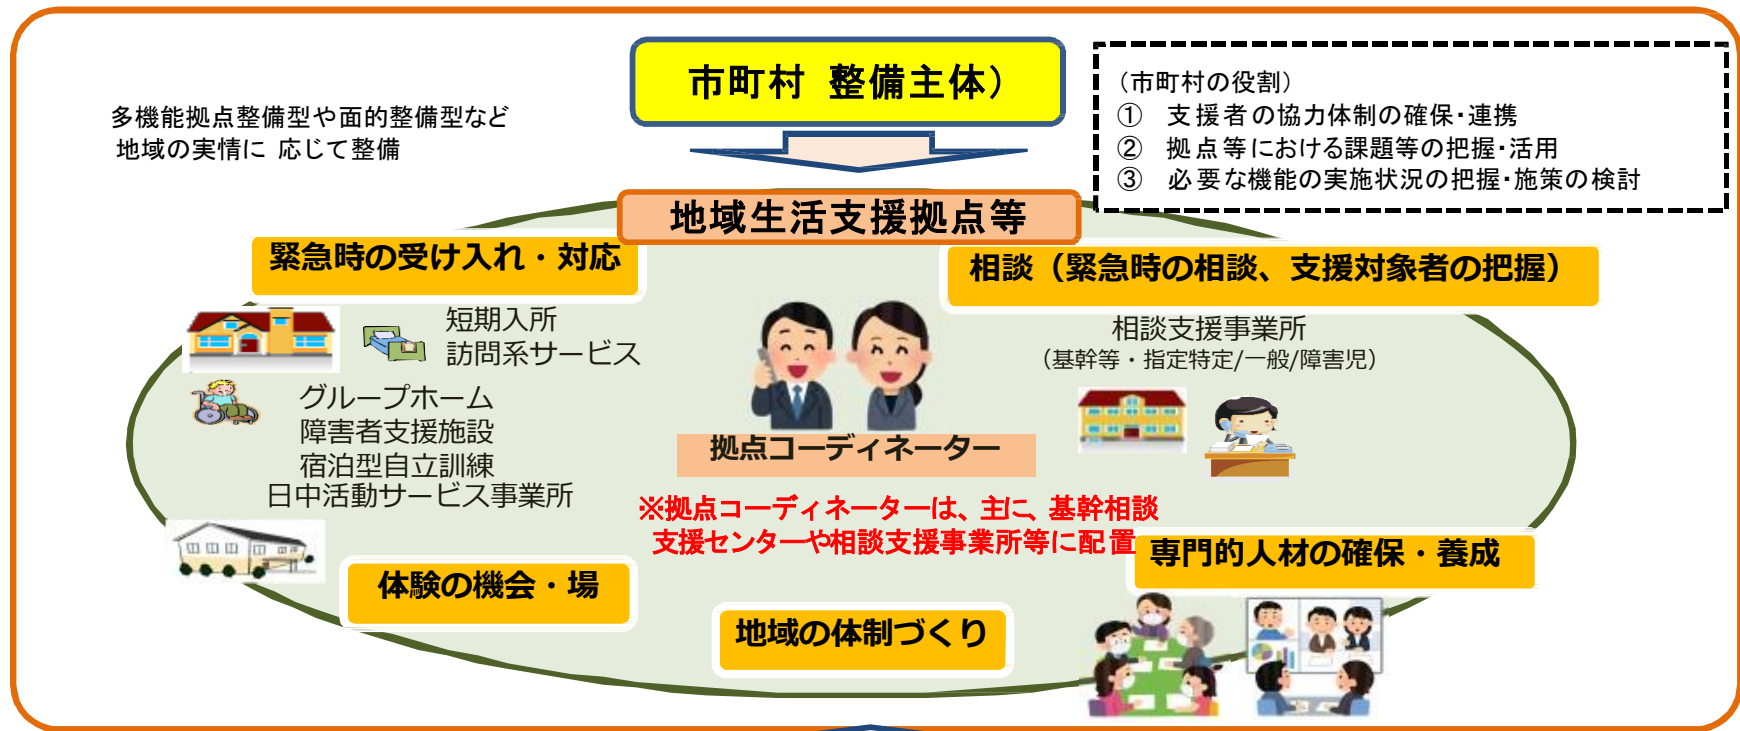 市町村 整備主体）
（市町村の役割）
① 支援者の協力体制の確保・連携
② 拠点等における課題等の把握・活用
③ 必要な機能の実施状況の把握・施策の検討
多機能拠点整備型や面的整備型など
地域の実情に 応じて整備
地域生活支援拠点等
緊急時の受け入れ・対応
相談（緊急時の相談、支援対象者の把握）
短期入所
訪問系サービス
グループホーム
障害者支援施設
宿泊型自立訓練
日中活動サービス事業所
相談支援事業所
（基幹等・指定特定/一般/障害児）
拠点コーディネーター
※拠点コーディネーターは、主に、基幹相談
支援センターや相談支援事業所等に配置
体験の機会・場
専門的人材の確保・養成
地域の体制づくり